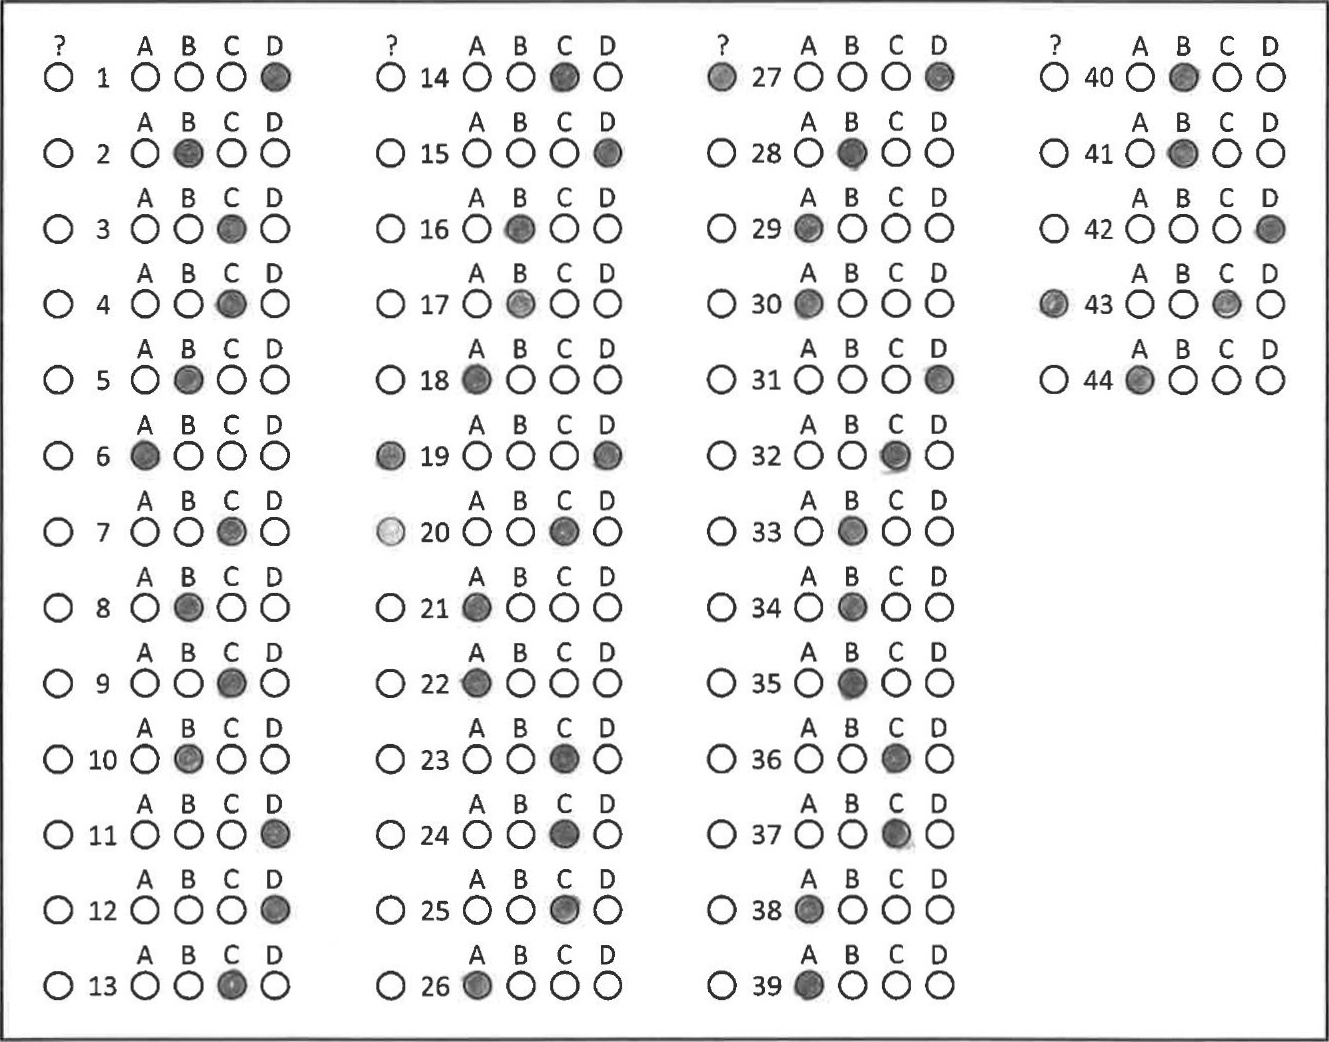 ? A B C D
1
A B C D
2
A B C D
3
A B C D
4
A B C D
5
A B C D
6
A B C D
7
A B C D
8
A B C D
9
A B C D
10
A B C D
11
A B C D
12
A B C D
13
? A B C D
14
A B C D
15
A B C D
16
A B C D
17
A B C D
18
A B C D
19
A B C D
20
A B C D
21
A B C D
22
A B C D
23
A B C D
24
A B C D
25
A B C D
26
? A B C D
27
A B C D
28
A B C D
29
A B C D
30
A B C D
31
A B C D
32
A B C D
33
A B C D
34
A B C D
35
A B C D
36
A B C D
37
A B C D
38
A B C D
39
? A B C D
40
A B C D
41
A B C D
42
A B C D
43
A B C D
44